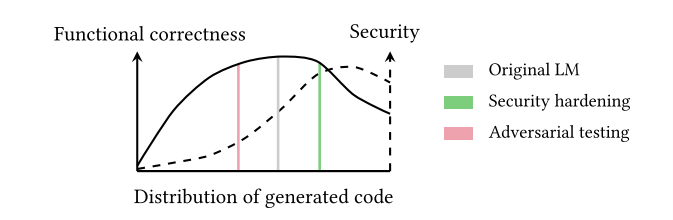 Functional correctness
Security
Original LM
Security hardening
Adversarial testing
Distribution of generated code